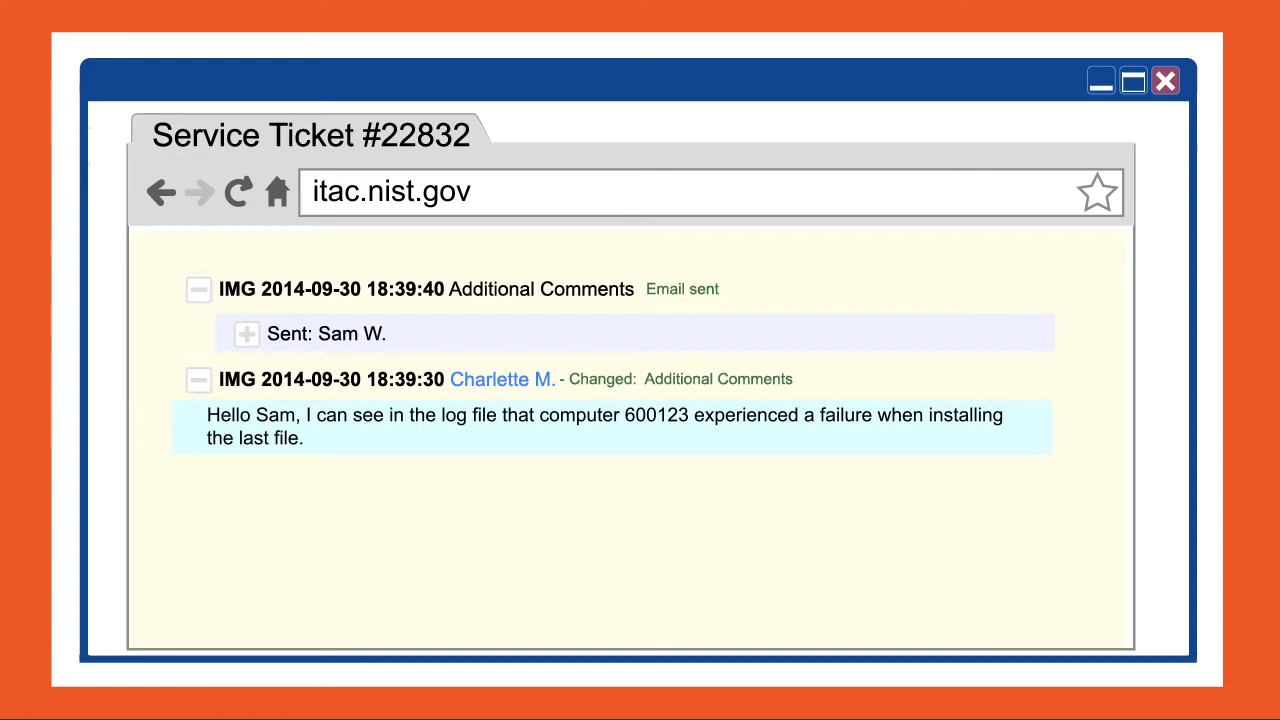 Service Ticket #22832
itac.nist.gov
IMG 2014-09-30 18:39:40 Additional Comments Email sent
Sent: Sam W.
IMG 2014-09-30 18:39:30 Charlette M. - Changed: Additional Comments
Hello Sam, I can see in the log file that computer 600123 experienced a failure when installing
the last file.